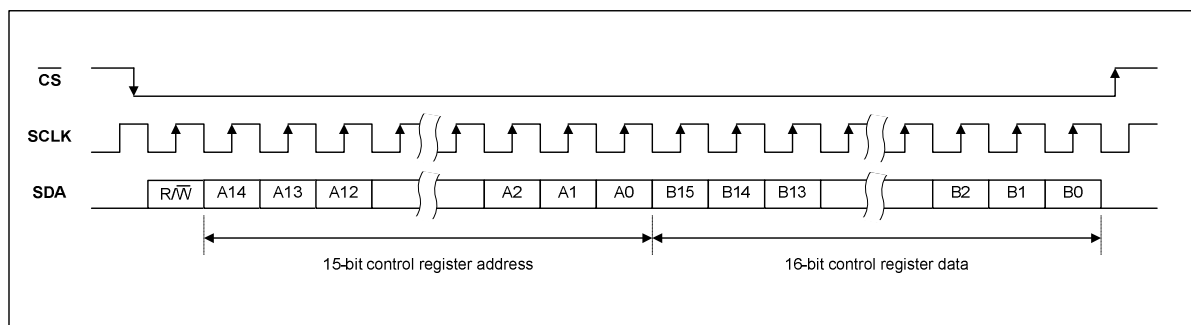 CS
SCLK
SDA
R/W A14 A13 A12 A2 A1 A0 B15 B14 B13 B2 B1 B0
15-bit control register address
16-bit control register data